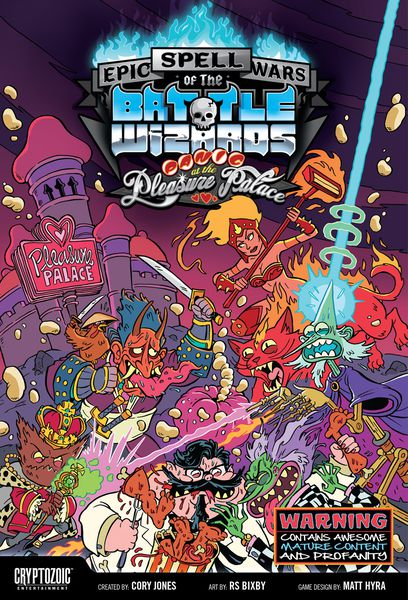 EPIC SPELL WARS
OF THE
BATTLE
WIZARDS
PANIC
at the
Pleasure Palace
Pleasure
PALACE
WARNING
CONTAINS AWESOME
MATURE CONTENT
AND PROFANITY
CRYPTOZOIC
ENTERTAINMENT
CREATED BY: CORY JONES
ART BY: RS BIXBY
GAME DESIGN BY: MATT HYRA